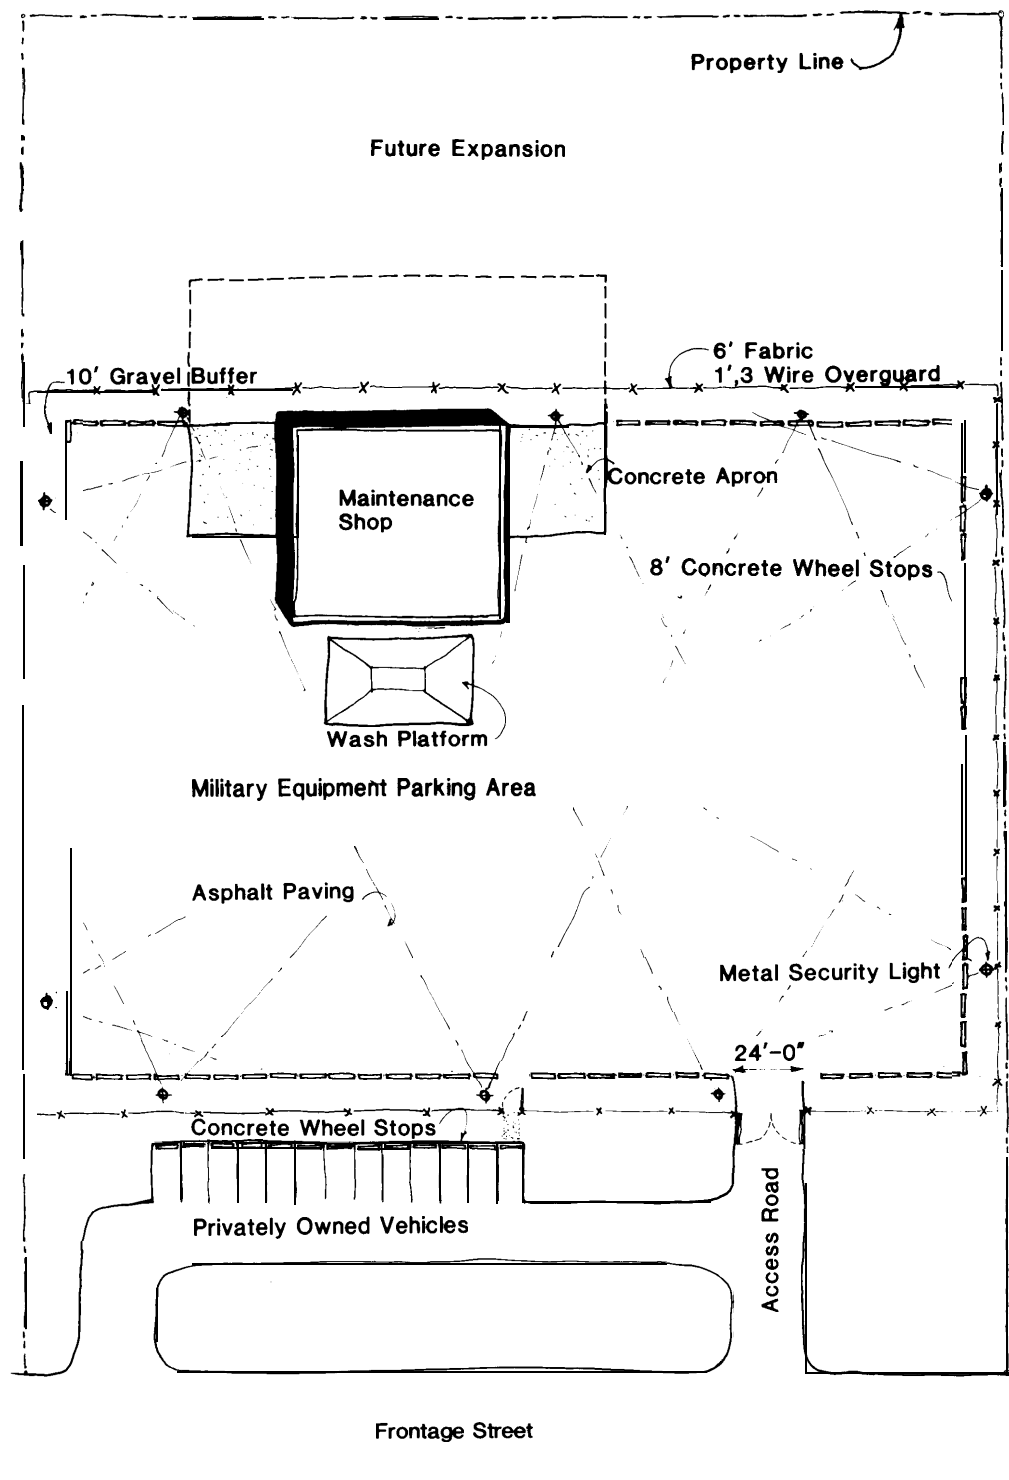 Property Line
Future Expansion
6' Fabric
1',3 Wire Overguard
10' Gravel Buffer
Concrete Apron
Maintenance
Shop
8' Concrete Wheel Stops
Wash Platform
Military Equipment Parking Area
Asphalt Paving
Metal Security Light
24'-0"
Concrete Wheel Stops
Access Road
Privately Owned Vehicles
Frontage Street